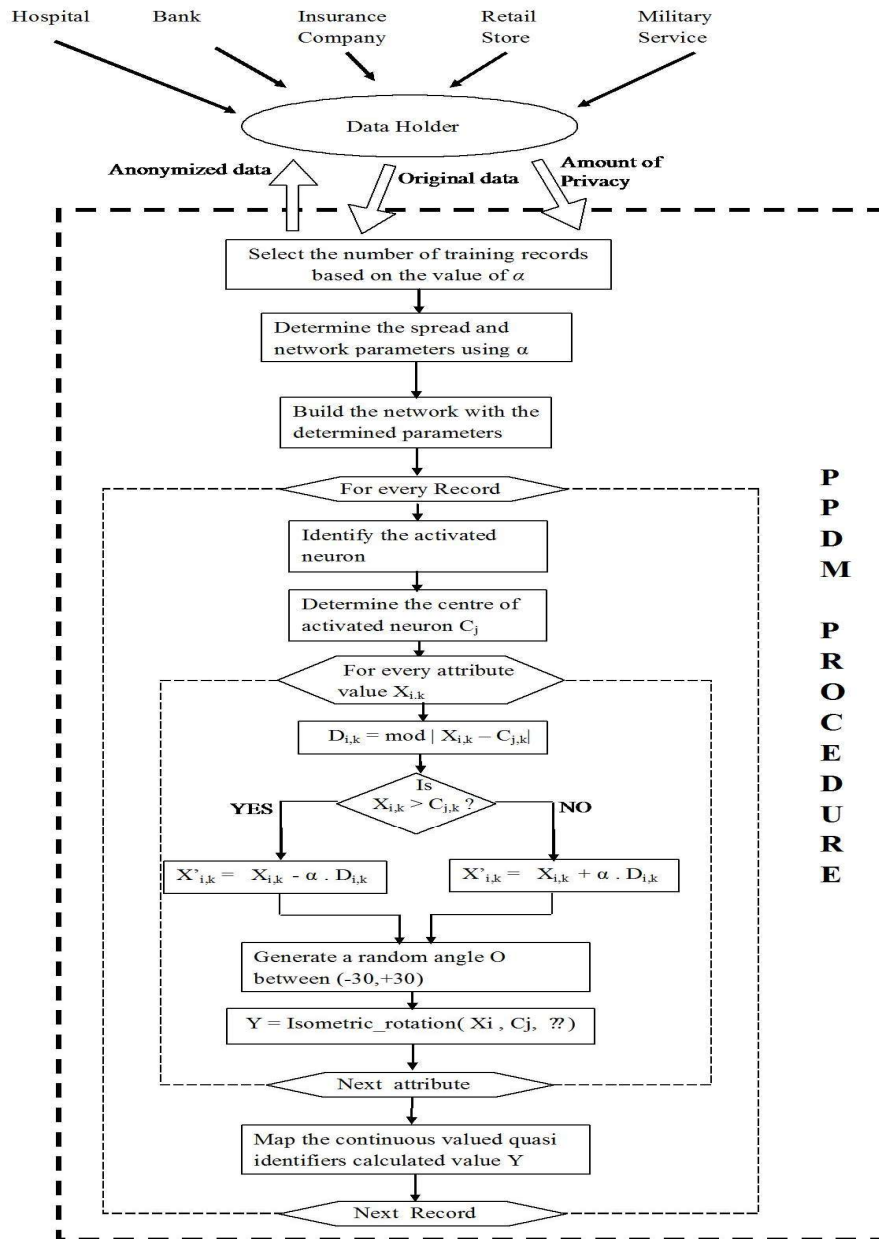 Hospital
Bank
Insurance
Company
Retail
Store
Military
Service
Data Holder
Anonymized data
Original data
Amount of
Privacy
Select the number of training records
based on the value of α
Determine the spread and
network parameters using α
Build the network with the
determined parameters
For every Record
Identify the activated
neuron
Determine the centre of
activated neuron Cj
For every attribute
value Xi.k
Di,k = mod | Xi,k – Cj,k|
Is
Xi,k > Cj,k ?
YES
NO
X’i,k = Xi,k - α . Di,k
X’i,k = Xi,k + α . Di,k
Generate a random angle O
between (-30,+30)
Y = Isometric_rotation( Xi , Cj, ??)
Next attribute
Map the continuous valued quasi
identifiers calculated value Y
Next Record
PPDM PROCEDURE